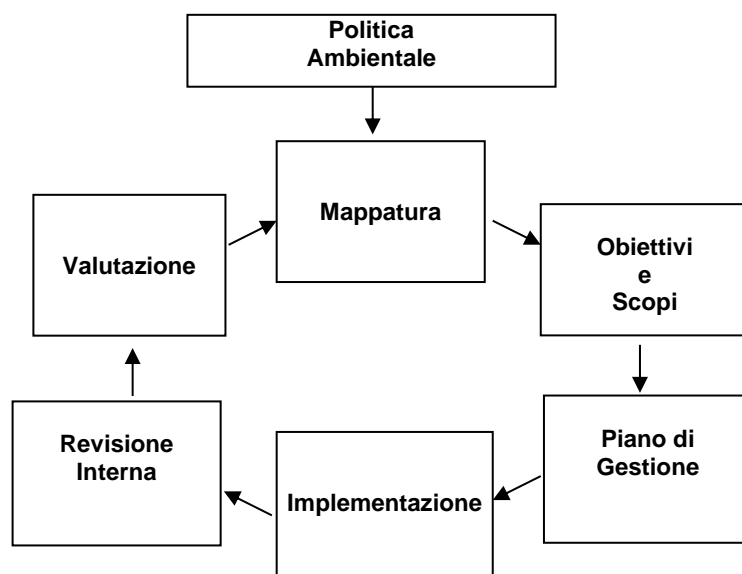 Politica
Ambientale
Mappatura
Valutazione
Obiettivi
e
Scopi
Revisione
Interna
Implementazione
Piano di
Gestione